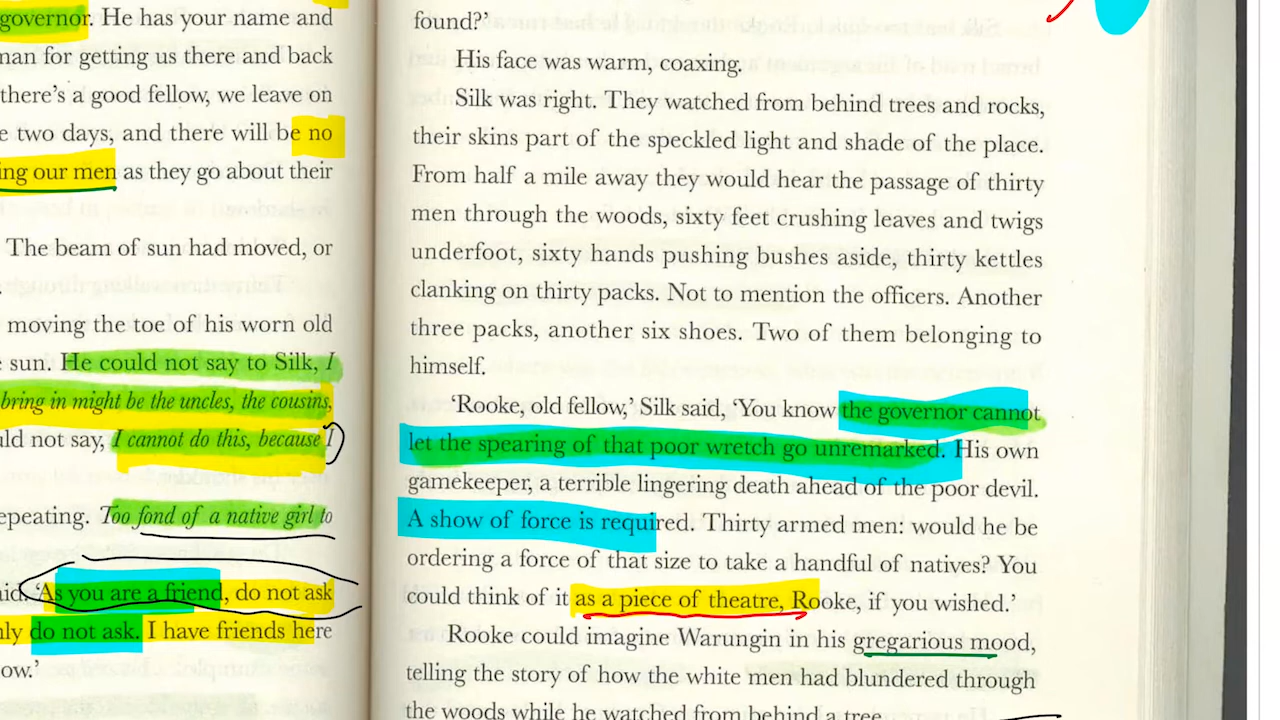 governor. He has your name and
man for getting us there and back
there's a good fellow, we leave on
two days, and there will be no
ing our men as they go about their
The beam of sun had moved, or
moving the toe of his worn old
sun. He could not say to Silk, I
bring in might be the uncles, the cousins,
not say, I cannot do this, because I
epeating. Too fond of a native girl to
'As you are a friend, do not ask
do not ask. I have friends here
ow.'
found?'
His face was warm, coaxing.
Silk was right. They watched from behind trees and rocks,
their skins part of the speckled light and shade of the place.
From half a mile away they would hear the passage of thirty
men through the woods, sixty feet crushing leaves and twigs
underfoot, sixty hands pushing bushes aside, thirty kettles
clanking on thirty packs. Not to mention the officers. Another
three packs, another six shoes. Two of them belonging to
himself.
'Rooke, old fellow,' Silk said, 'You know the governor cannot
let the spearing of that poor wretch go unremarked. His own
gamekeeper, a terrible lingering death ahead of the poor devil.
A show of force is required. Thirty armed men: would he be
ordering a force of that size to take a handful of natives? You
could think of it as a piece of theatre, Rooke, if you wished.'
Rooke could imagine Warungin in his gregarious mood,
telling the story of how the white men had blundered through
the woods while he watched from behind a tree.